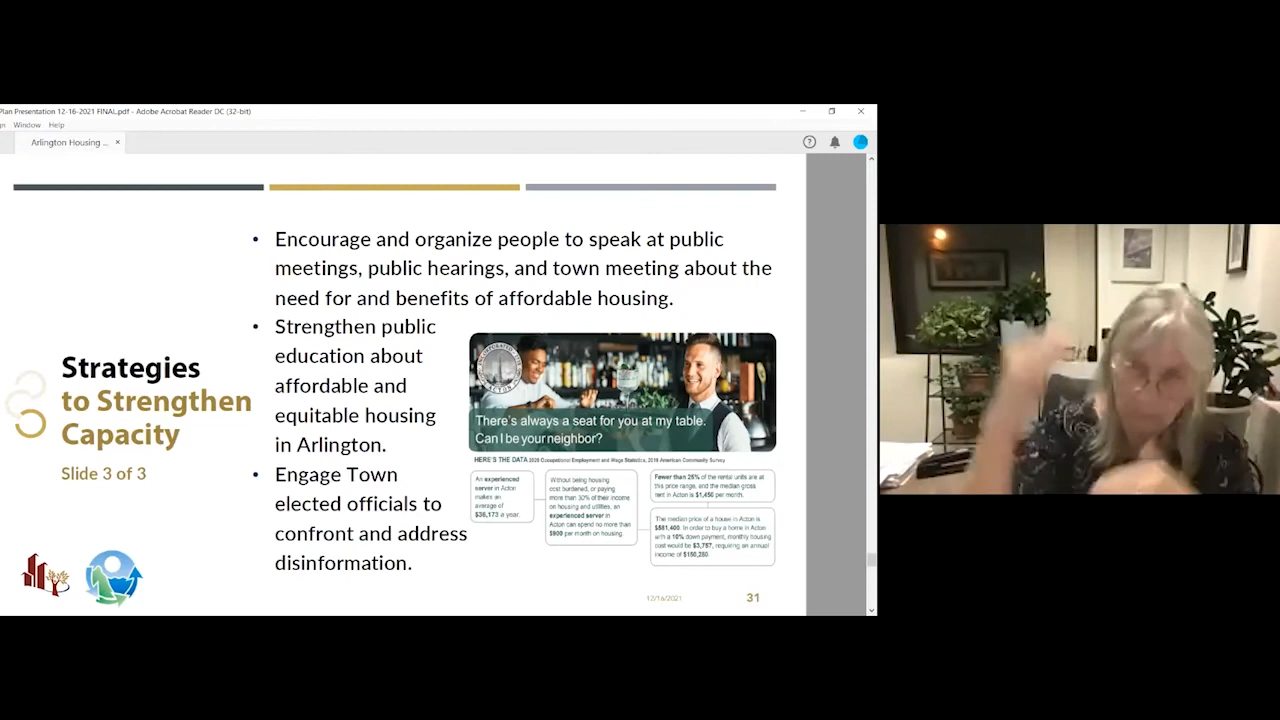 Plan Presentation 12-16-2021 FINAL.pdf - Adobe Acrobat Reader DC (32-bit)
Window Help
Arlington Housing ... ×
• Encourage and organize people to speak at public
meetings, public hearings, and town meeting about the
need for and benefits of affordable housing.
• Strengthen public
education about
affordable and
equitable housing
in Arlington.
• Engage Town
elected officials to
confront and address
disinformation.
Strategies
to Strengthen
Capacity
Slide 3 of 3
ACTON
There's always a seat for you at my table.
Can I be your neighbor?
HERE'S THE DATA 2020 Occupational Employment and Wage Statistics, 2019 American Community Survey
An experienced
server in Acton
makes an
average of
$36,173 a year.
Without being housing
cost burdened, or paying
more than 30% of their income
on housing and utilities, an
experienced server in
Acton can spend no more than
$900 per month on housing.
Fewer than 25% of the rental units are at
this price range, and the median gross
rent in Acton is $1,450 per month.
The median price of a house in Acton is
$581,400. In order to buy a home in Acton
with a 10% down payment, monthly housing
cost would be $3,757, requiring an annual
income of $150,280.
12/16/2021
31